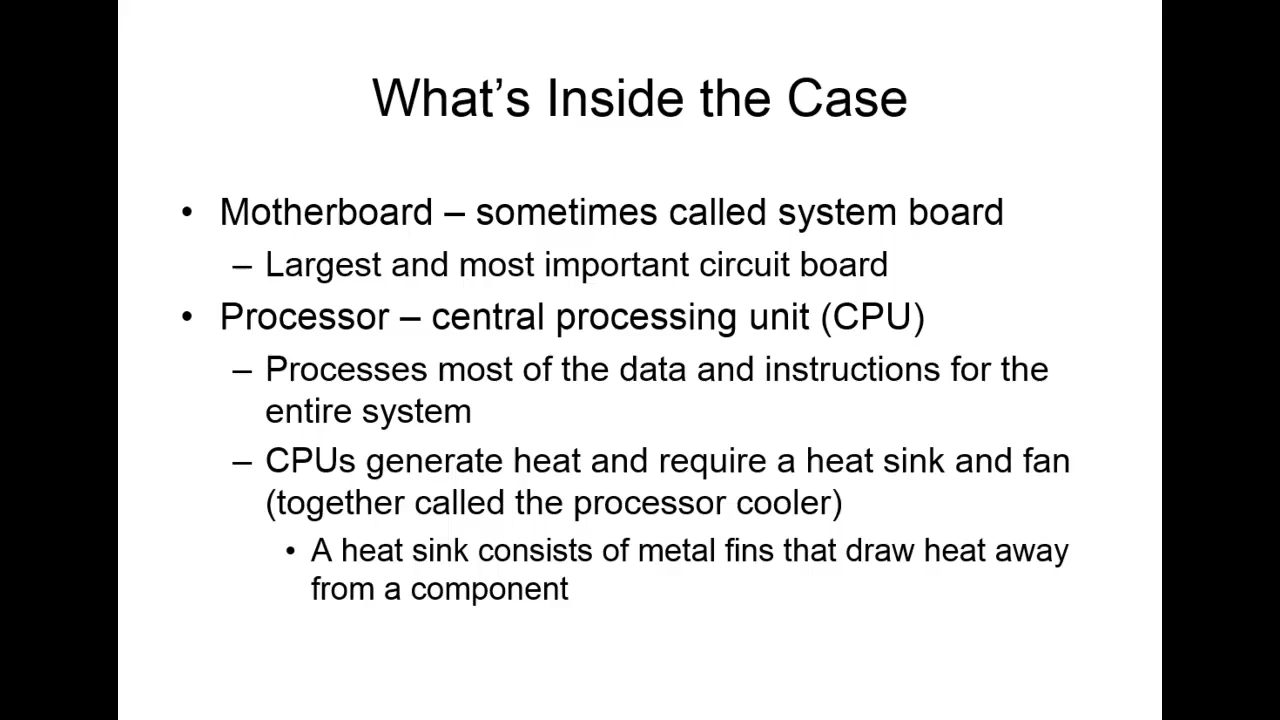 What’s Inside the Case
• Motherboard – sometimes called system board
– Largest and most important circuit board
• Processor – central processing unit (CPU)
– Processes most of the data and instructions for the
entire system
– CPUs generate heat and require a heat sink and fan
(together called the processor cooler)
• A heat sink consists of metal fins that draw heat away
from a component